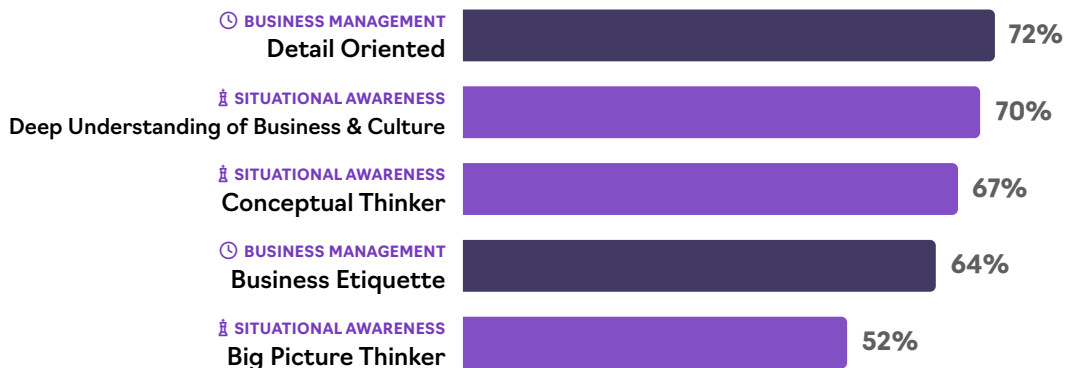 BUSINESS MANAGEMENT
Detail Oriented
72%
SITUATIONAL AWARENESS
Deep Understanding of Business & Culture
70%
SITUATIONAL AWARENESS
Conceptual Thinker
67%
BUSINESS MANAGEMENT
Business Etiquette
64%
SITUATIONAL AWARENESS
Big Picture Thinker
52%